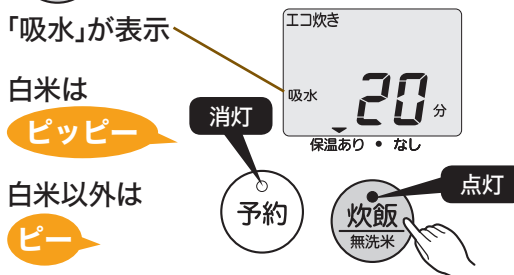 「吸水」が表示
白米は
ピッピー
白米以外は
ピー
エコ炊き
吸水
20分
保温あり・なし
消灯
予約
点灯
炊飯
無洗米